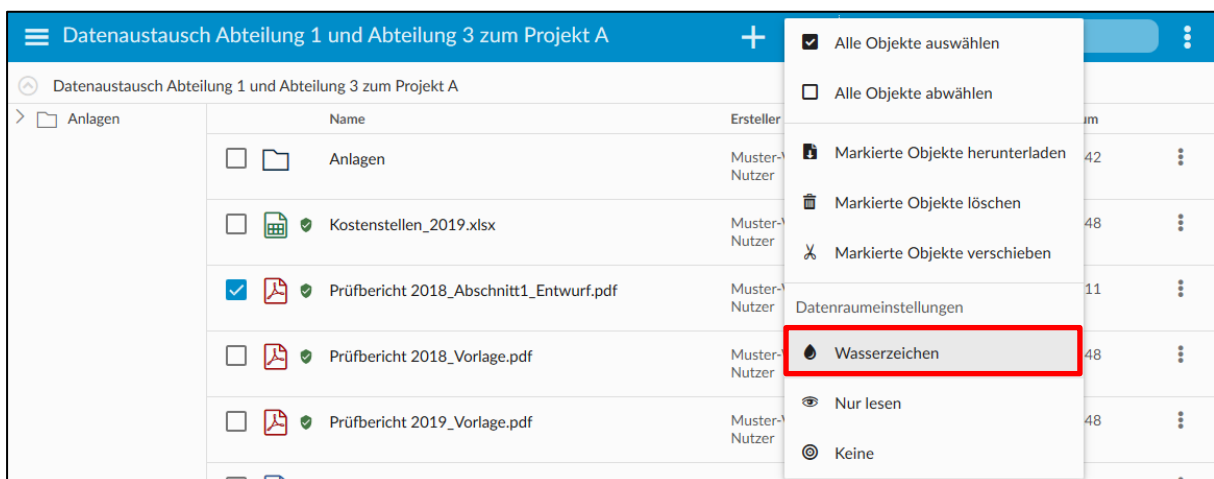 Datenaustausch Abteilung 1 und Abteilung 3 zum Projekt A
Datenaustausch Abteilung 1 und Abteilung 3 zum Projekt A
Anlagen
Name
Ersteller
um
Anlagen
Muster-
Nutzer
42
Kostenstellen_2019.xlsx
Muster-
Nutzer
48
Prüfbericht 2018_Abschnitt1_Entwurf.pdf
Muster-
Nutzer
11
Prüfbericht 2018_Vorlage.pdf
Muster-
Nutzer
48
Prüfbericht 2019_Vorlage.pdf
Muster-
Nutzer
48
Alle Objekte auswählen
Alle Objekte abwählen
Markierte Objekte herunterladen
Markierte Objekte löschen
Markierte Objekte verschieben
Datenraumeinstellungen
Wasserzeichen
Nur lesen
Keine